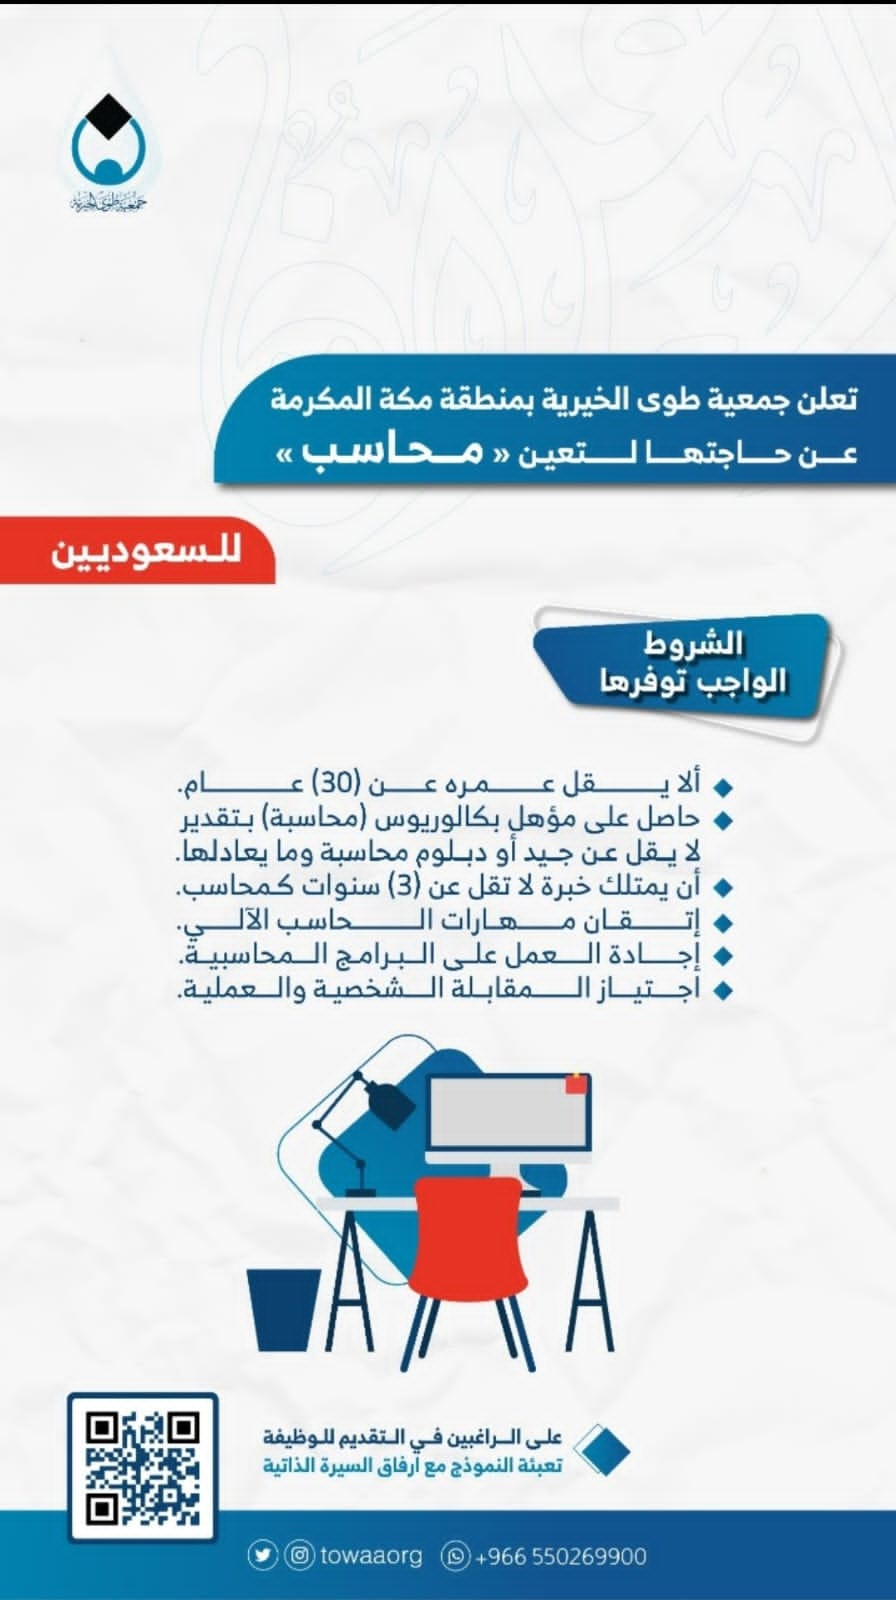 جمعية طوى الخيرية
تعلن جمعية طوى الخيرية بمنطقة مكة المكرمة
عن حاجتها لتعين « محاسب »
للسعوديين
الشروط
الواجب توفرها
ألا يقل عمره عن (30) عام.
حاصل على مؤهل بكالوريوس (محاسبة) بتقدير
لا يقل عن جيد أو دبلوم محاسبة وما يعادلها.
أن يمتلك خبرة لا تقل عن (3) سنوات كمحاسب.
إتقان مهارات الحاسب الآلي.
إجادة العمل على البرامج المحاسبية.
اجتياز المقابلة الشخصية والعملية.
على الراغبين في التقديم للوظيفة
تعبئة النموذج مع ارفاق السيرة الذاتية
towaaorg +966 550269900